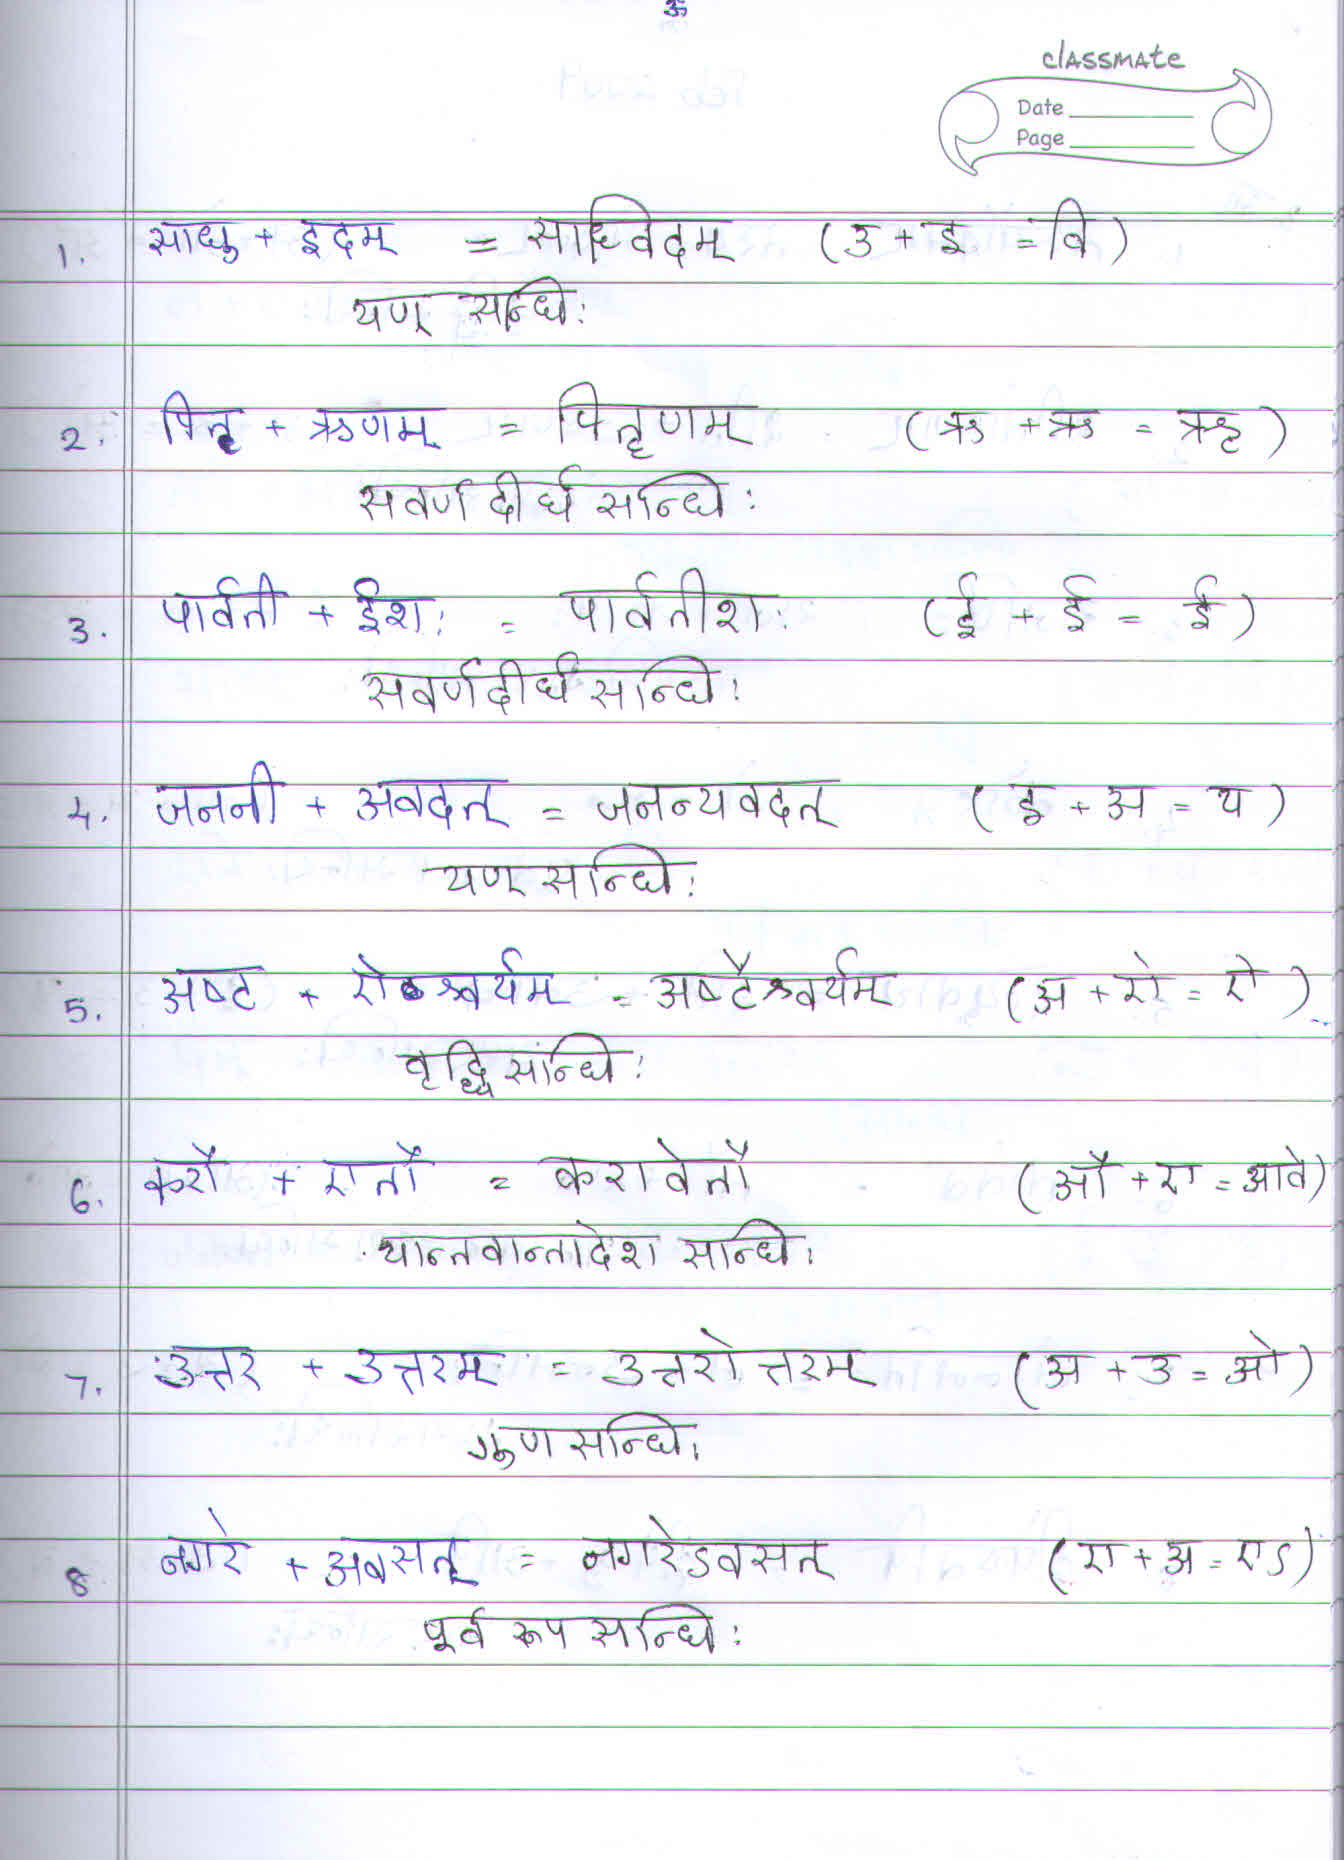 ॐ
classmate
Date
Page
1. साधु + इदम् = साध्विदम् (उ + इ = वि)
यण् सन्धिः
2. पितृ + ऋणम् = पितॄणम् (ऋ + ऋ = ॠ)
सवर्ण दीर्घ सन्धिः
3. पार्वती + ईशः = पार्वतीशः (ई + ई = ई)
सवर्णदीर्घ सन्धिः
4. जननी + अवदत् = जनन्यवदत् (ई + अ = य)
यण् सन्धिः
5. अष्ट + ऐश्वर्यम् = अष्टैश्वर्यम् (अ + ऐ = ऐ)
वृद्धि सन्धिः
6. करौ + एतौ = करावेतौ (औ + ए = आवे)
यान्तवान्तादेश सन्धिः
7. उत्तर + उत्तरम् = उत्तरोत्तरम् (अ + उ = ओ)
गुण सन्धिः
8 नगरे + अवसत् = नगरेऽवसत् (ए + अ = एऽ)
पूर्व रूप सन्धिः